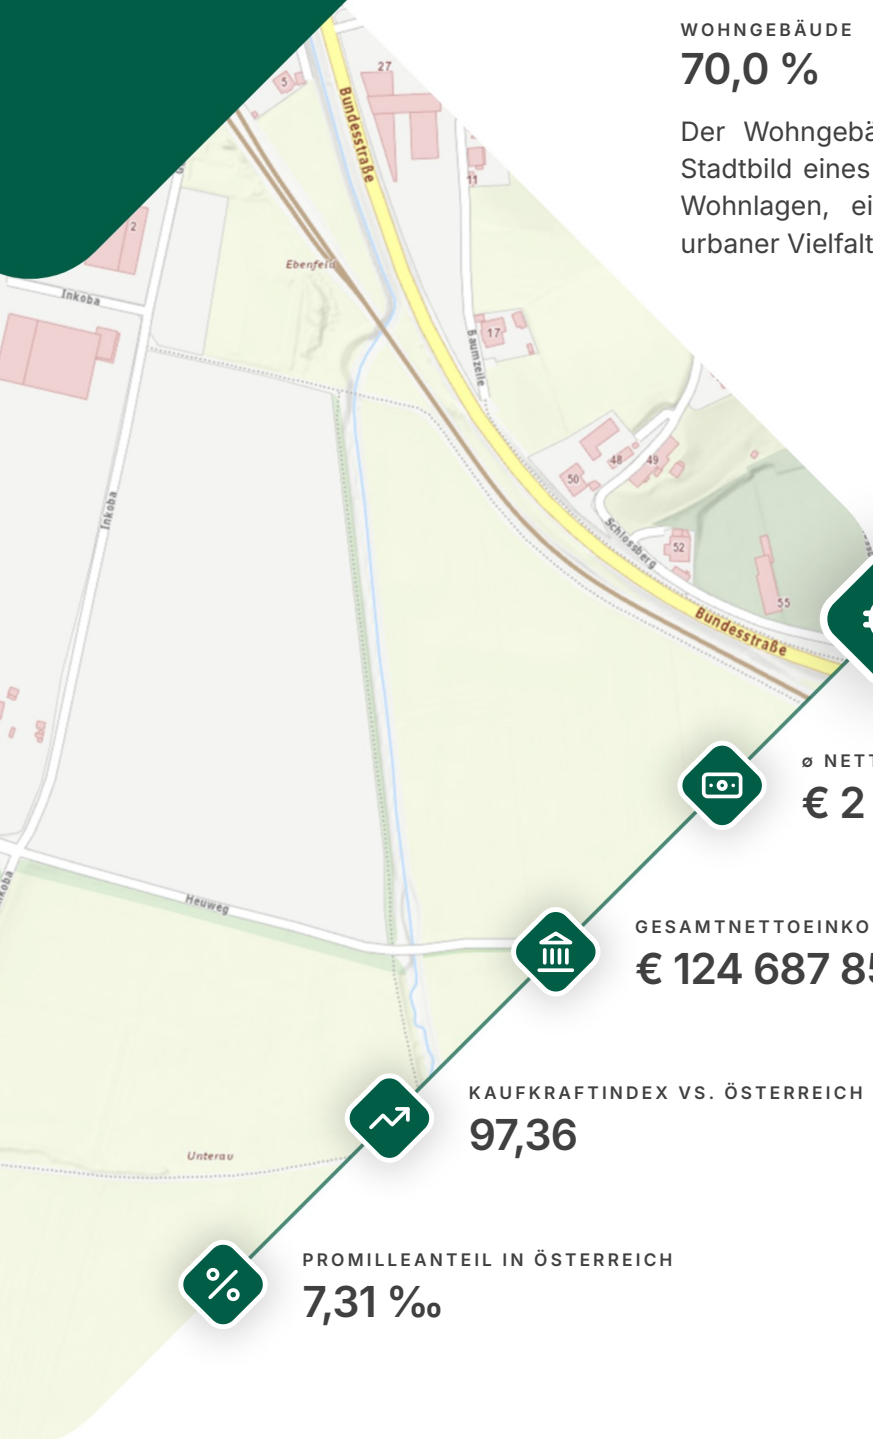 WOHNGEBÄUDE
70,0 %
Der Wohngebä
Stadtbild eines
Wohnlagen, ei
urbaner Vielfalt
27
5
Bundesstraße
11
2
Ebenfeld
Inkoba
17
Baumzeile
48
49
50
Inkoba
Schlossberg
52
55
Bundesstraße
ø NETT
€ 2
Heuweg
GESAMTNETTOEINKO
€ 124 687 85
KAUFKRAFTINDEX VS. ÖSTERREICH
97,36
Unterau
PROMILLEANTEIL IN ÖSTERREICH
7,31 ‰